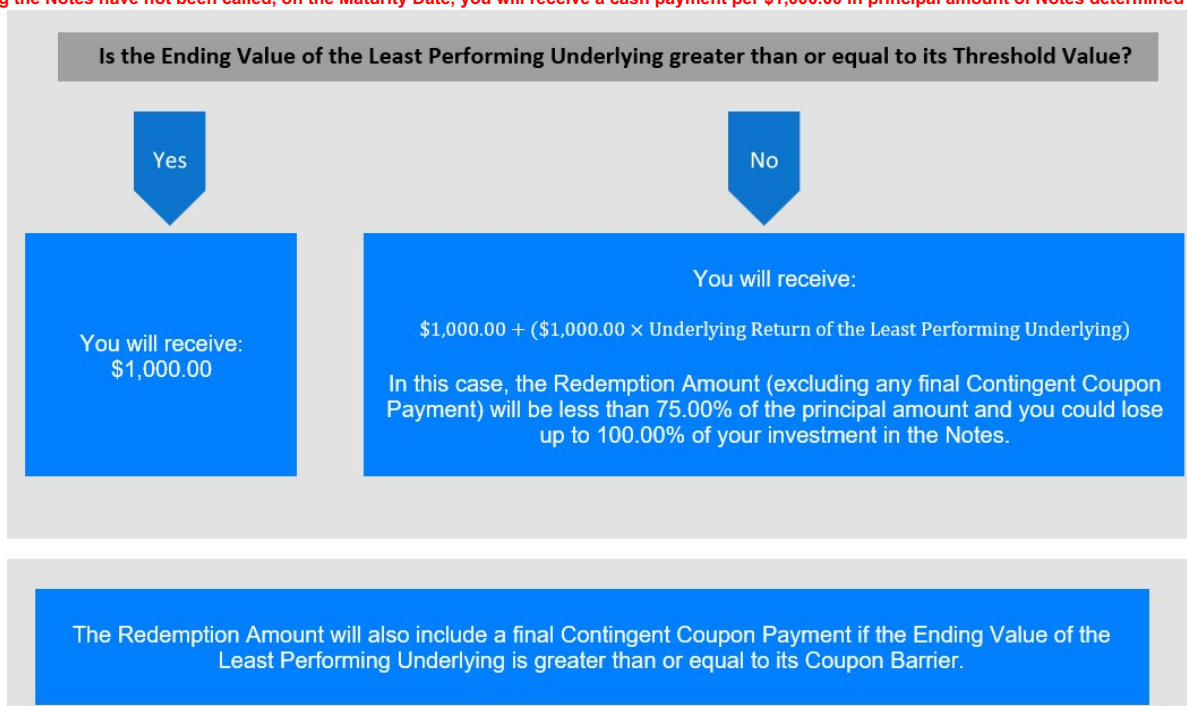 g the Notes have not been called, on the Maturity Date, you will receive a cash payment per $1,000.00 in principal amount of Notes determined
Is the Ending Value of the Least Performing Underlying greater than or equal to its Threshold Value?
Yes
No
You will receive:
$1,000.00
You will receive:
$1,000.00 + ($1,000.00 × Underlying Return of the Least Performing Underlying)
In this case, the Redemption Amount (excluding any final Contingent Coupon
Payment) will be less than 75.00% of the principal amount and you could lose
up to 100.00% of your investment in the Notes.
The Redemption Amount will also include a final Contingent Coupon Payment if the Ending Value of the
Least Performing Underlying is greater than or equal to its Coupon Barrier.